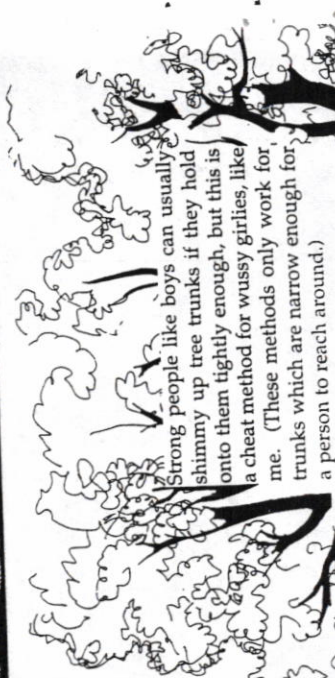 Strong people like boys can usually
shimmy up tree trunks if they hold
onto them tightly enough, but this is
a cheat method for wussy girlies, like
me. (These methods only work for
trunks which are narrow enough for
a person to reach around.)